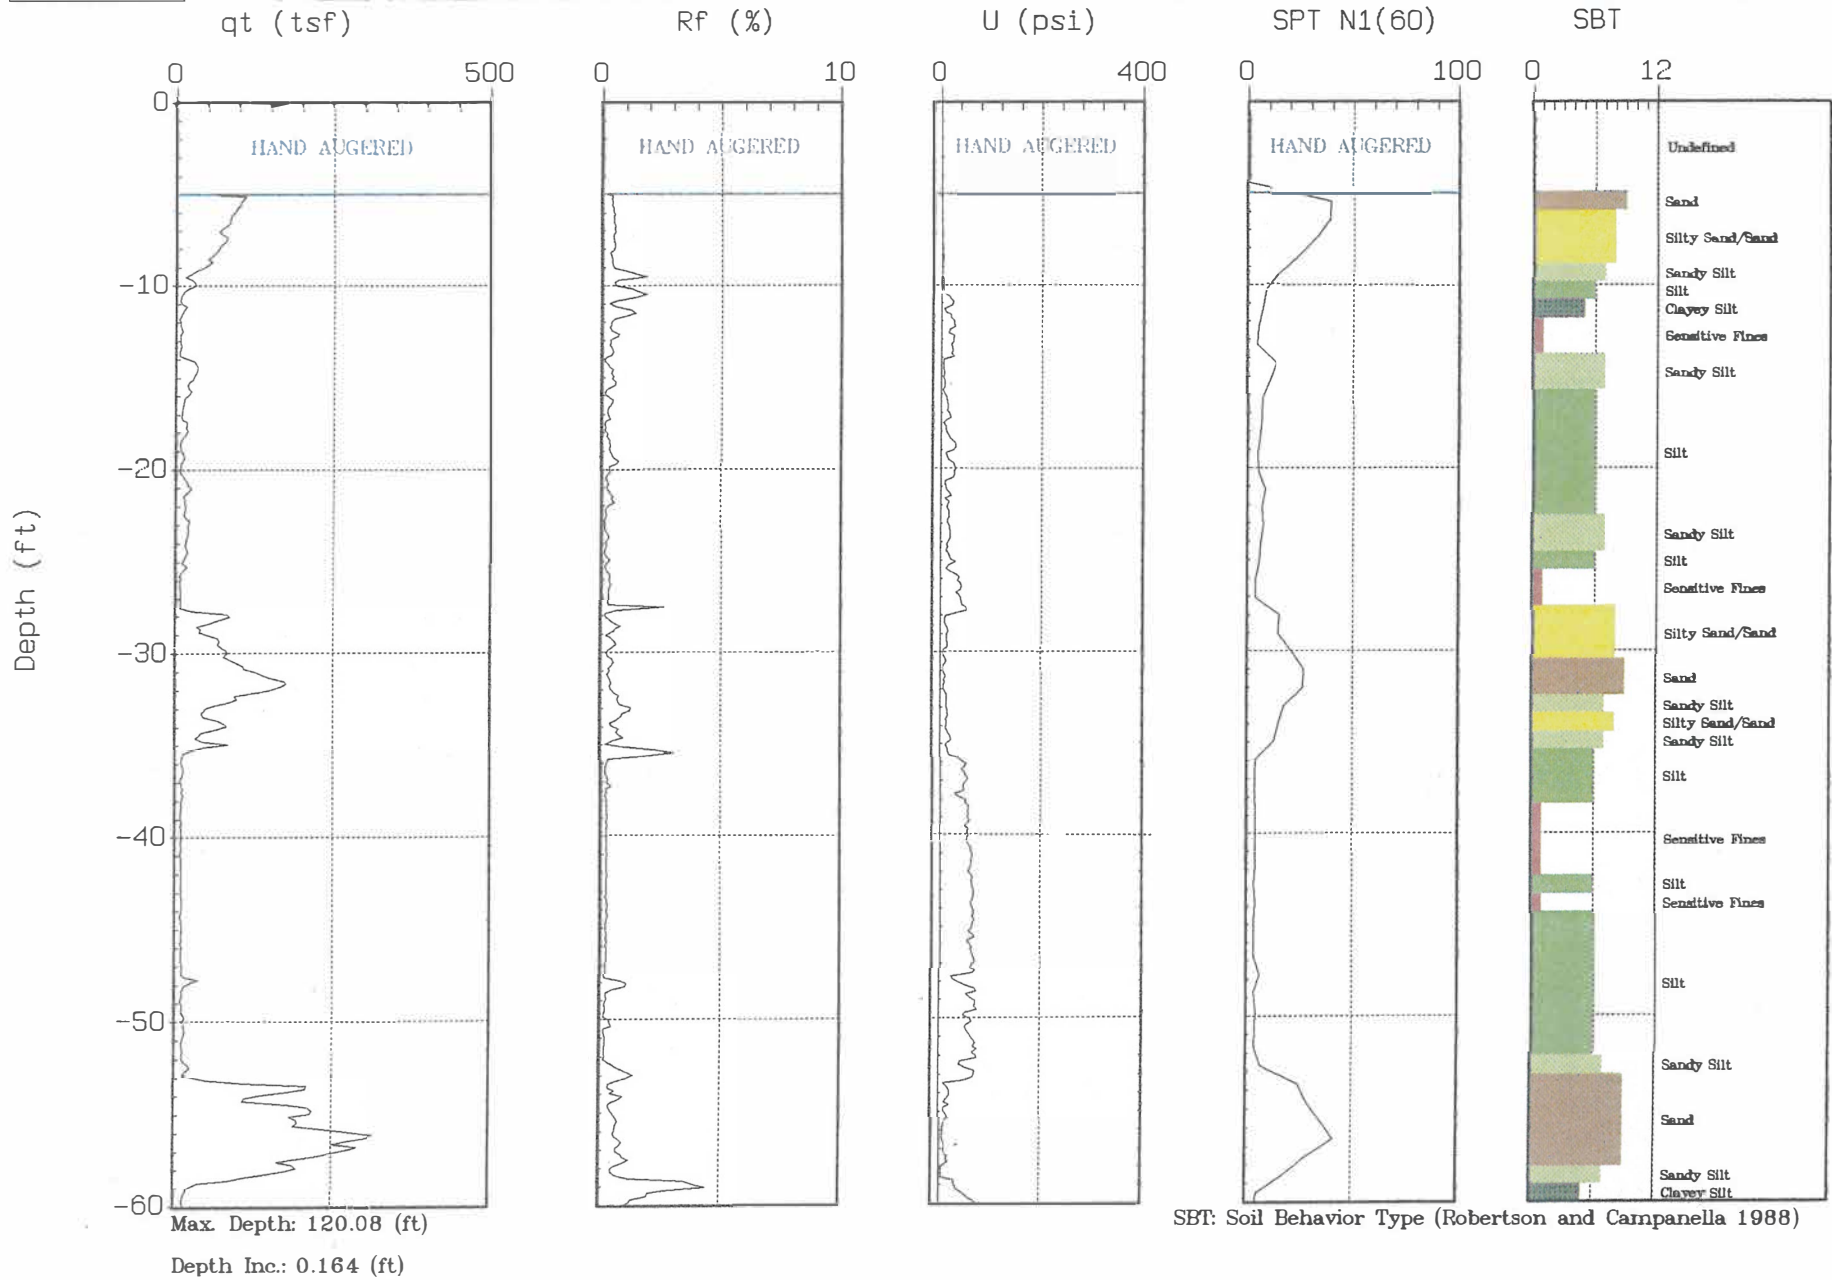 qt (tsf) Rf (%) U (psi) SPT N1(60) SBT
0 500 0 10 0 400 0 100 0 12
0
HAND AUGERED HAND AUGERED HAND AUGERED HAND AUGERED
Undefined
Sand
Silty Sand/Sand
Sandy Silt
-10
Silt
Clayey Silt
Sensitive Fines
Sandy Silt
Silt
-20
Depth (ft)
Sandy Silt
Silt
Sensitive Fines
Silty Sand/Sand
-30
Sand
Sandy Silt
Silty Sand/Sand
Sandy Silt
Silt
-40
Sensitive Fines
Silt
Sensitive Fines
Silt
-50
Sandy Silt
Sand
Sandy Silt
Clayey Silt
-60
Max. Depth: 120.08 (ft)
SBT: Soil Behavior Type (Robertson and Campanella 1988)
Depth Inc.: 0.164 (ft)